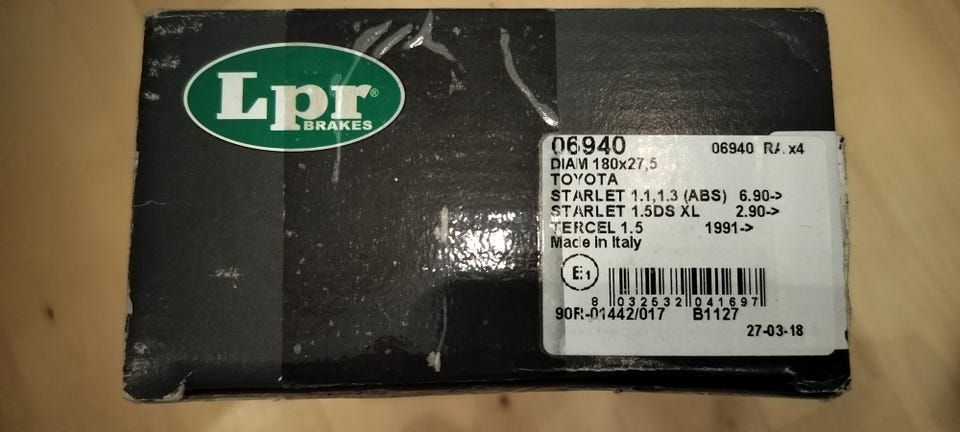 Lpr®
BRAKES
06940 06940 RA x4
DIAM 180x27,5
TOYOTA
STARLET 1.1,1.3 (ABS) 6.90->
STARLET 1.5DS XL 2.90->
TERCEL 1.5 1991->
Made in Italy
E1
8 032532 041697
90R-01442/017 B1127
27-03-18